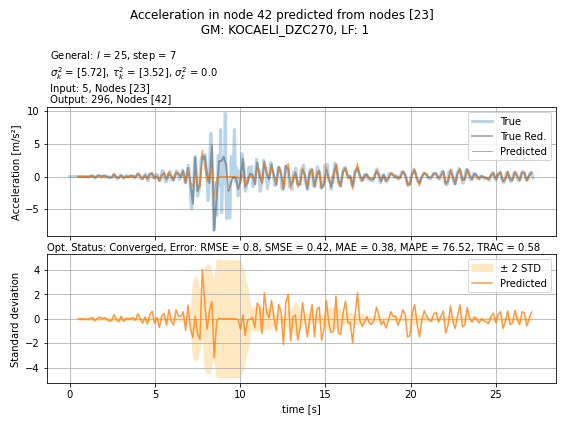 Acceleration in node 42 predicted from nodes [23]
GM: KOCAELI_DZC270, LF: 1
General: l = 25, step = 7
σ²ₖ = [5.72], τ²ₖ = [3.52], σ²ε = 0.0
Input: 5, Nodes [23]
Output: 296, Nodes [42]
Acceleration [m/s²]
10
5
0
−5
True
True Red.
Predicted
Opt. Status: Converged, Error: RMSE = 0.8, SMSE = 0.42, MAE = 0.38, MAPE = 76.52, TRAC = 0.58
Standard deviation
4
2
0
−2
−4
± 2 STD
Predicted
0 5 10 15 20 25
time [s]